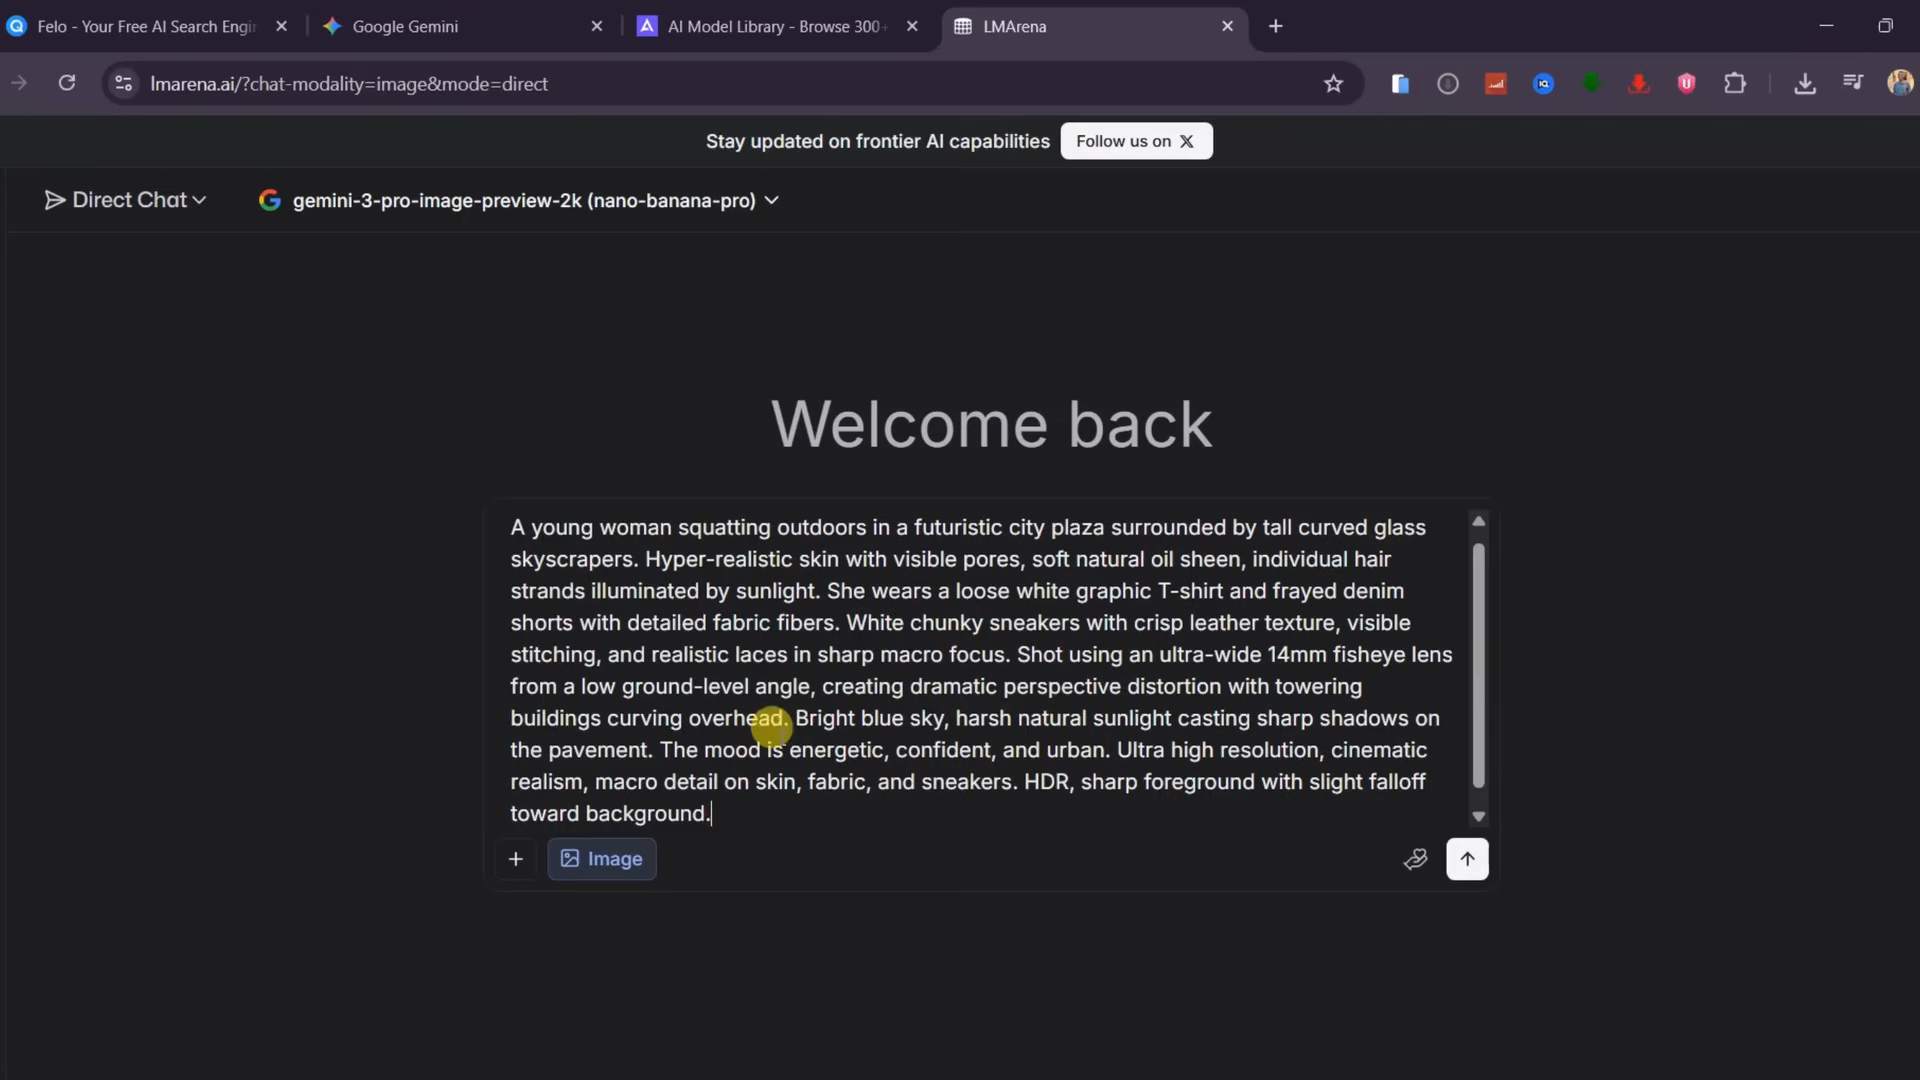 Felo - Your Free AI Search Engin
Google Gemini
AI Model Library - Browse 300+
LMArena
lmarena.ai/?chat-modality=image&mode=direct
Stay updated on frontier AI capabilities
Follow us on X
Direct Chat
gemini-3-pro-image-preview-2k (nano-banana-pro)
Welcome back
A young woman squatting outdoors in a futuristic city plaza surrounded by tall curved glass
skyscrapers. Hyper-realistic skin with visible pores, soft natural oil sheen, individual hair
strands illuminated by sunlight. She wears a loose white graphic T-shirt and frayed denim
shorts with detailed fabric fibers. White chunky sneakers with crisp leather texture, visible
stitching, and realistic laces in sharp macro focus. Shot using an ultra-wide 14mm fisheye lens
from a low ground-level angle, creating dramatic perspective distortion with towering
buildings curving overhead. Bright blue sky, harsh natural sunlight casting sharp shadows on
the pavement. The mood is energetic, confident, and urban. Ultra high resolution, cinematic
realism, macro detail on skin, fabric, and sneakers. HDR, sharp foreground with slight falloff
toward background.
Image